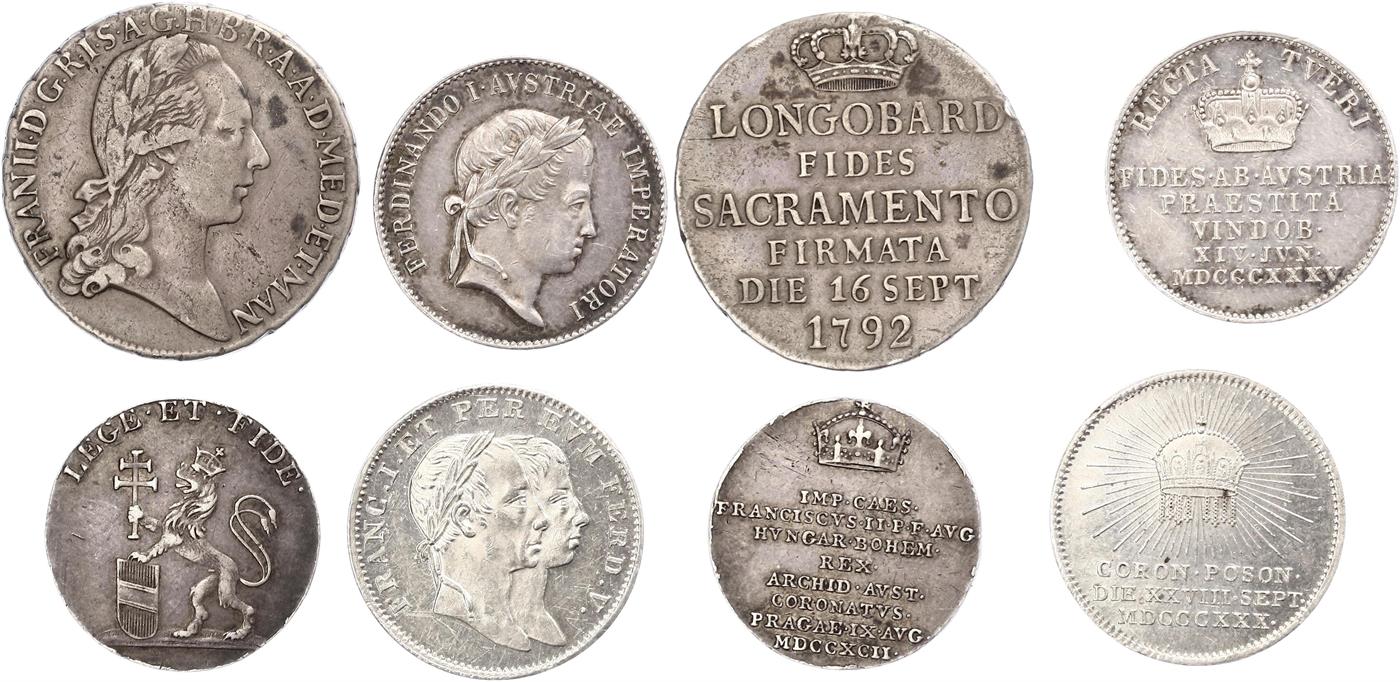 FRAN·II·D·G·R·I·S·A·G·H·B·R·A·A·D·MED·ET·MAN
FERDINANDO I·AVSTRIAE IMPERATORI
LONGOBARD
FIDES
SACRAMENTO
FIRMATA
DIE 16 SEPT
1792
RECTA TVERI
FIDES·AB·AVSTRIA
PRAESTITA
VINDOB·
XIV·JVN·
MDCCCXXXV
LEGE·ET·FIDE·
FRANC·I·ET PER EVM FERD·V·
IMP·CAES·
FRANCISCVS·II·P·F·AVG
HVNGAR·BOHEM·
REX·
ARCHID·AVST·
CORONATVS·
PRAGAE·IX·AVG·
MDCCXCII·
CORON·POSON·
DIE·XXVIII·SEPT·
MDCCCXXX·